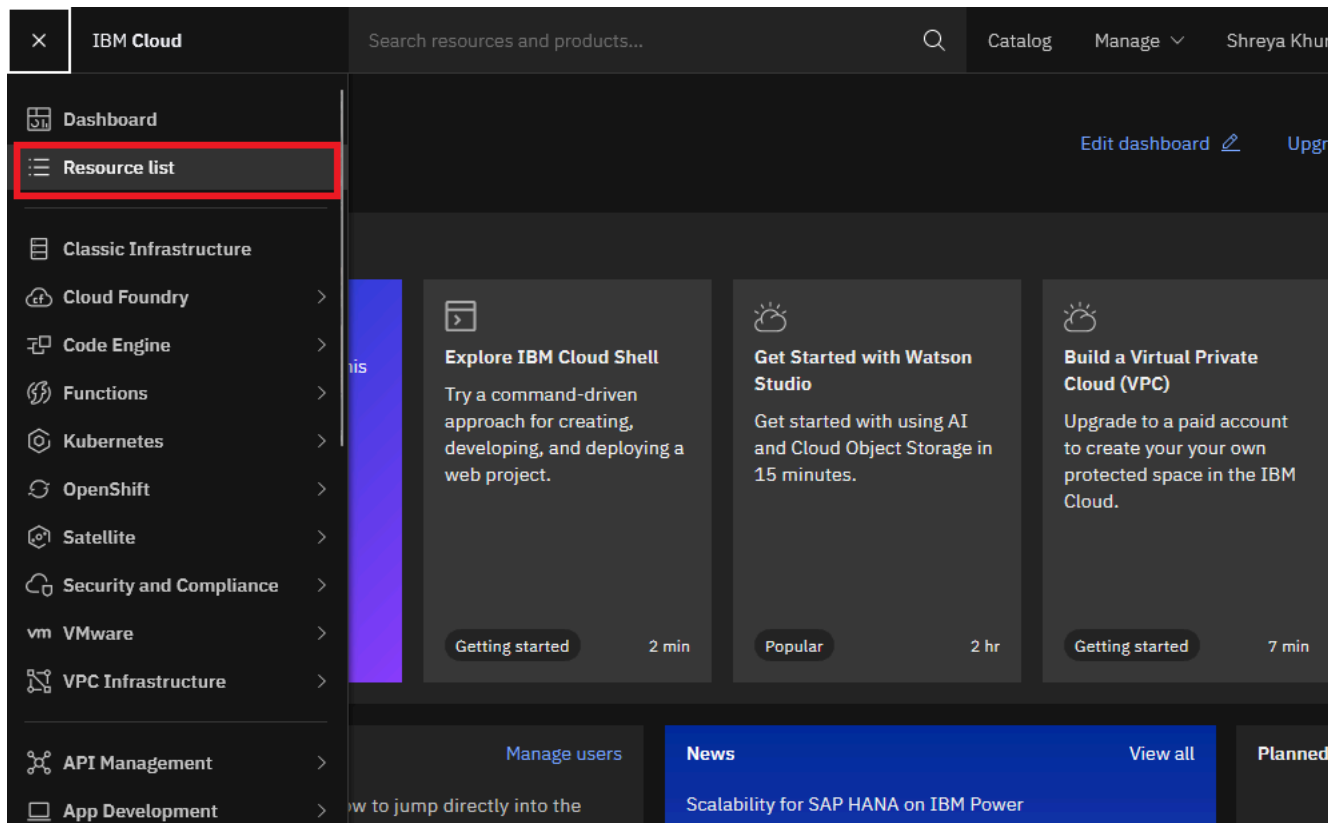 IBM Cloud
Search resources and products...
Catalog
Manage
Shreya
Dashboard
Resource list
Classic Infrastructure
Cloud Foundry
Code Engine
Functions
Kubernetes
OpenShift
Satellite
Security and Compliance
vm VMware
VPC Infrastructure
API Management
App Development
Edit dashboard
Explore IBM Cloud Shell
Try a command-driven
approach for creating,
developing, and deploying a
web project.
Getting started
2 min
Get Started with Watson
Studio
Get started with using AI
and Cloud Object Storage in
15 minutes.
Popular
2 hr
Build a Virtual Private
Cloud (VPC)
Upgrade to a paid account
to create your your own
protected space in the IBM
Cloud.
Getting started
7 min
Manage users
to jump directly into the
News
View all
Scalability for SAP HANA on IBM Power
Planned